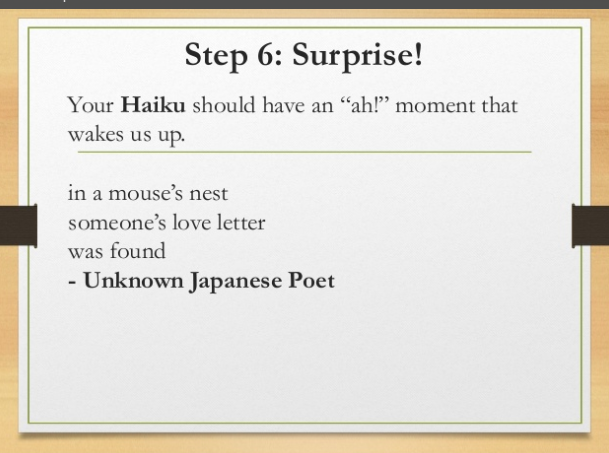 Step 6: Surprise!
Your Haiku should have an “ah!” moment that
wakes us up.
in a mouse’s nest
someone’s love letter
was found
- Unknown Japanese Poet